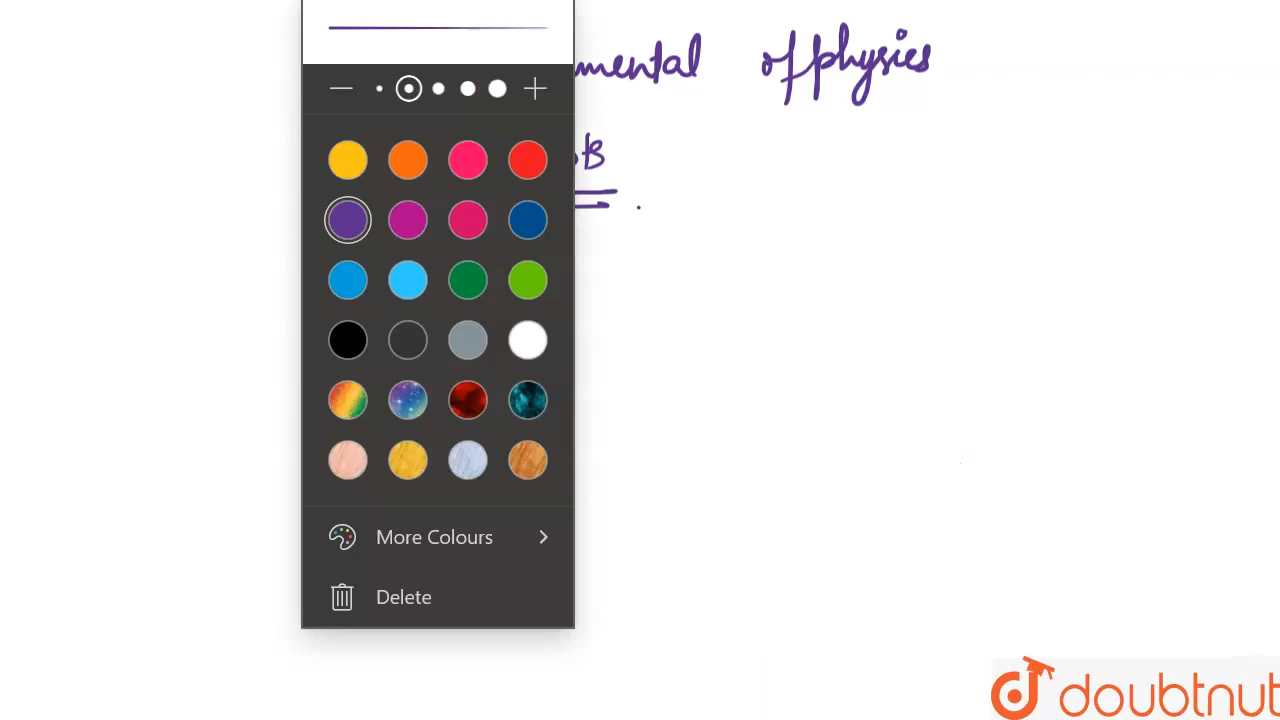 mental of physics
B
More Colours
Delete
doubtnut